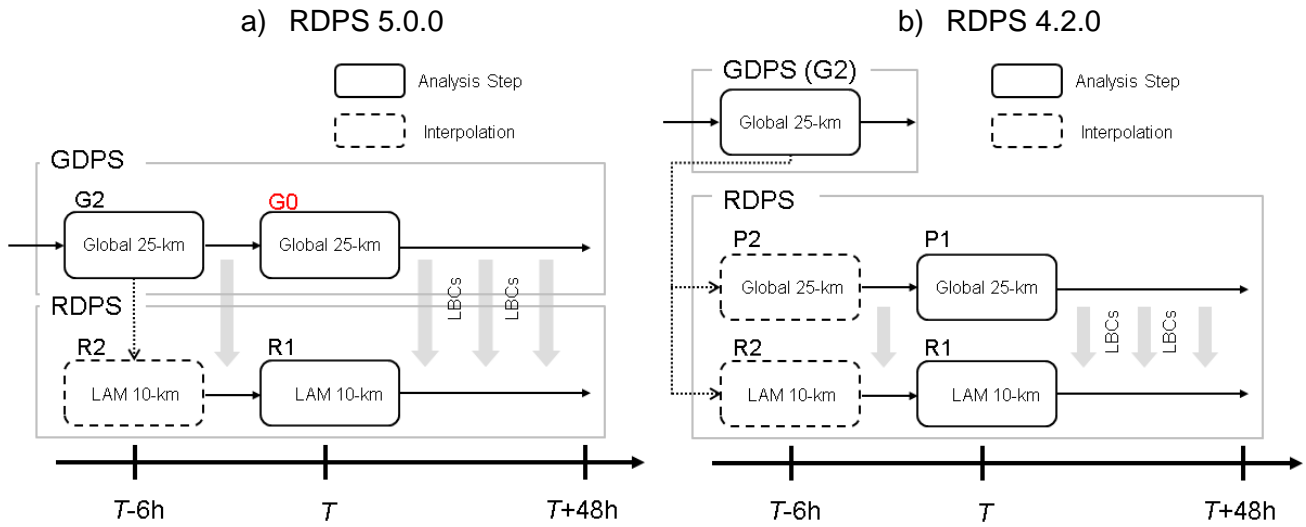 a) RDPS 5.0.0
Analysis Step
Interpolation
GDPS
G2
G0
Global 25-km
Global 25-km
LBCs
LBCs
RDPS
R2
R1
LAM 10-km
LAM 10-km
T-6h
T
T+48h
b) RDPS 4.2.0
GDPS (G2)
Global 25-km
Analysis Step
Interpolation
RDPS
P2
P1
Global 25-km
Global 25-km
LBCs
LBCs
R2
R1
LAM 10-km
LAM 10-km
T-6h
T
T+48h